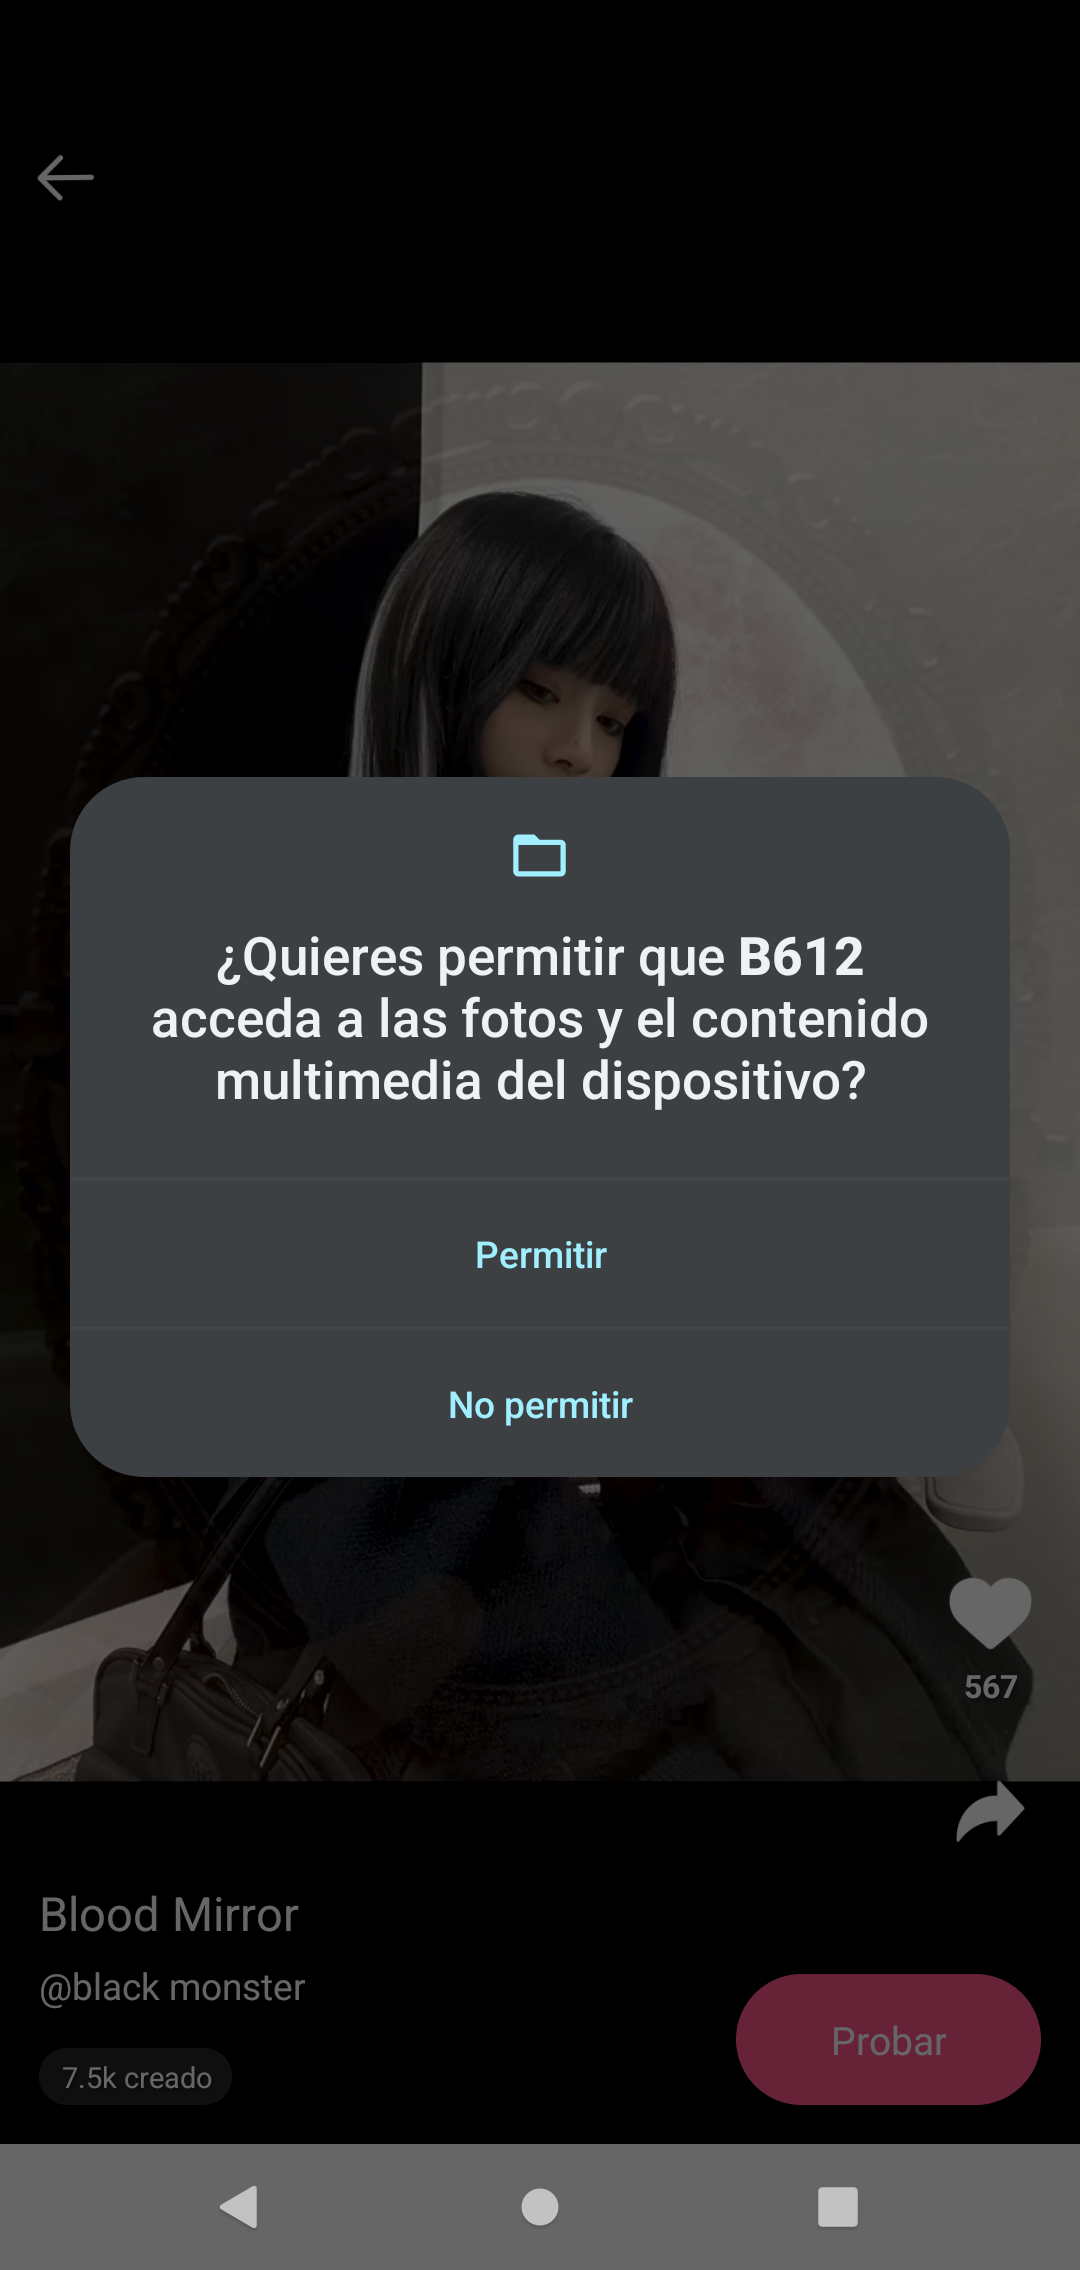 ¿Quieres permitir que B612
acceda a las fotos y el contenido
multimedia del dispositivo?
Permitir
No permitir
567
Blood Mirror
@black monster
7.5k creado
Probar